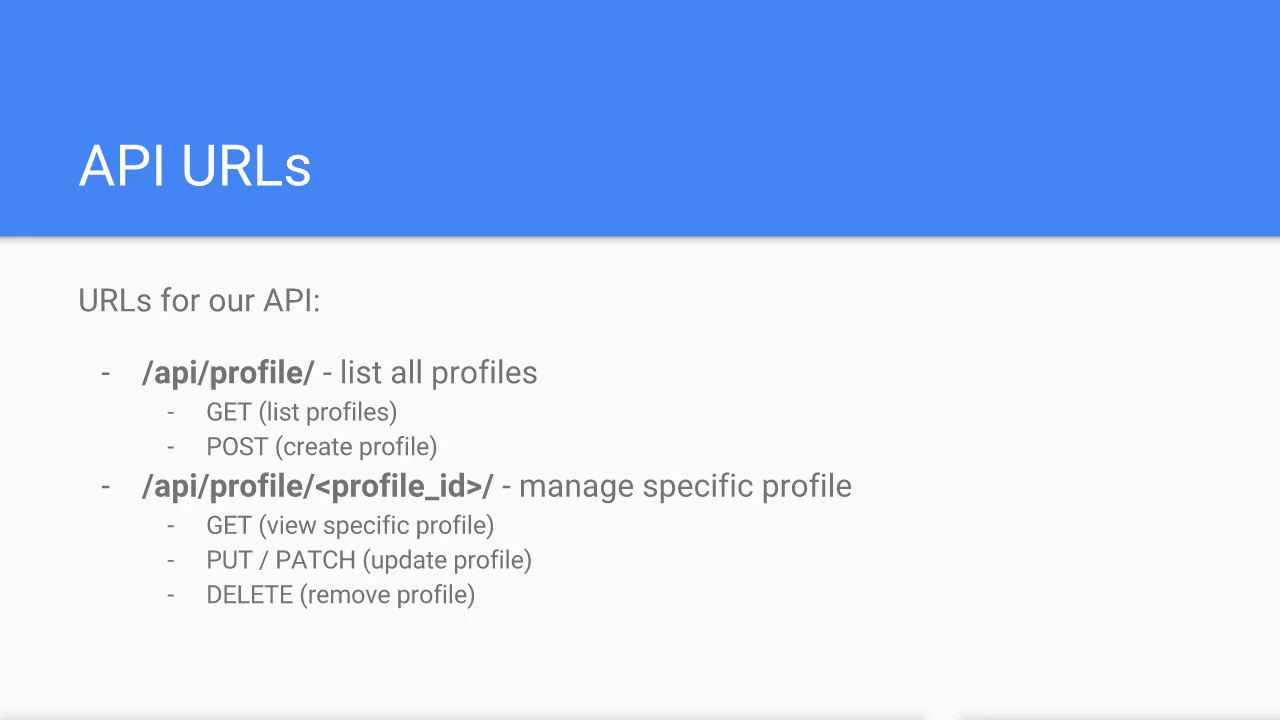 API URLs
URLs for our API:
- /api/profile/ - list all profiles
- GET (list profiles)
- POST (create profile)
- /api/profile/<profile_id>/ - manage specific profile
- GET (view specific profile)
- PUT / PATCH (update profile)
- DELETE (remove profile)